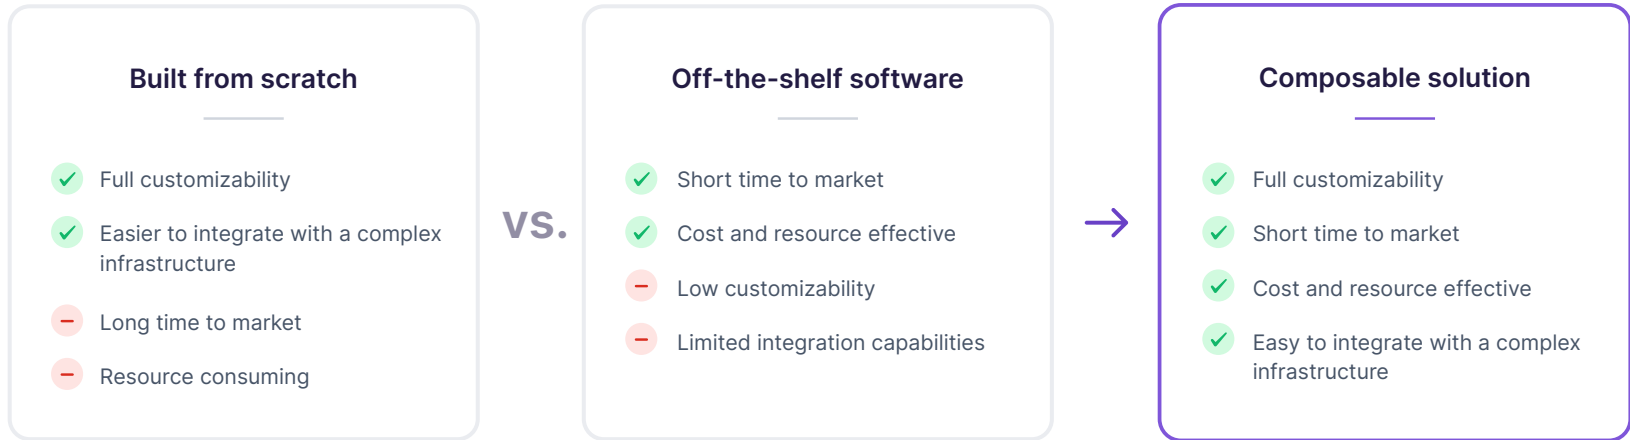 Built from scratch
Full customizability
Easier to integrate with a complex
infrastructure
Long time to market
Resource consuming
vs.
Off-the-shelf software
Short time to market
Cost and resource effective
Low customizability
Limited integration capabilities
Composable solution
Full customizability
Short time to market
Cost and resource effective
Easy to integrate with a complex
infrastructure